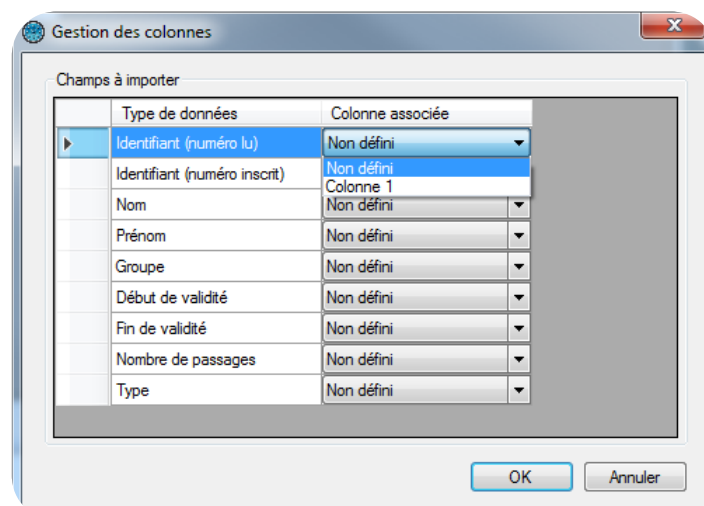 Gestion des colonnes
Champs à importer
Type de données Colonne associée
Identifiant (numéro lu) Non défini
Non défini
Identifiant (numéro inscrit)
Colonne 1
Nom Non défini
Prénom Non défini
Groupe Non défini
Début de validité Non défini
Fin de validité Non défini
Nombre de passages Non défini
Type Non défini
OK Annuler